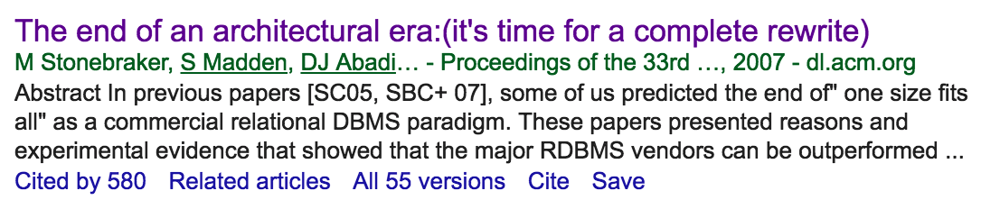 The end of an architectural era:(it's time for a complete rewrite)
M Stonebraker, S Madden, DJ Abadi... - Proceedings of the 33rd ..., 2007 - dl.acm.org
Abstract In previous papers [SC05, SBC+ 07], some of us predicted the end of" one size fits
all" as a commercial relational DBMS paradigm. These papers presented reasons and
experimental evidence that showed that the major RDBMS vendors can be outperformed ...
Cited by 580 Related articles All 55 versions Cite Save